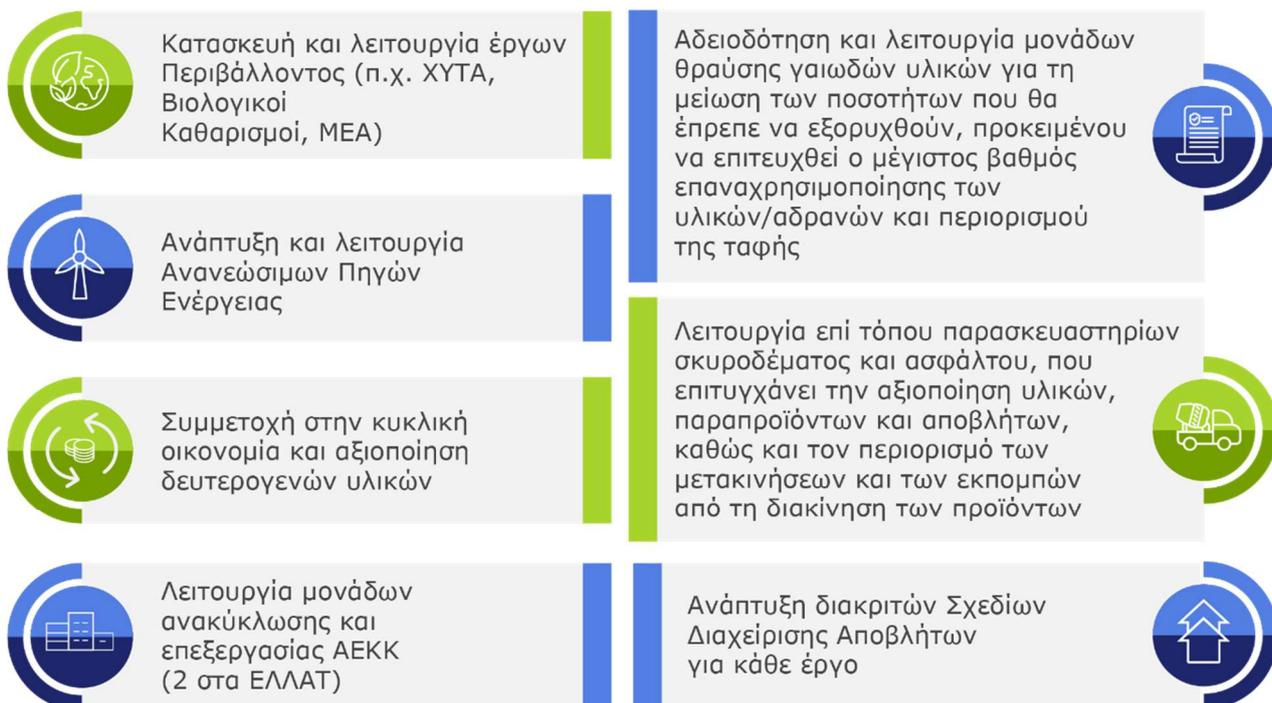 Κατασκευή και λειτουργία έργων
Περιβάλλοντος (π.χ. ΧΥΤΑ,
Βιολογικοί
Καθαρισμοί, ΜΕΑ)
Ανάπτυξη και λειτουργία
Ανανεώσιμων Πηγών
Ενέργειας
Συμμετοχή στην κυκλική
οικονομία και αξιοποίηση
δευτερογενών υλικών
Λειτουργία μονάδων
ανακύκλωσης και
επεξεργασίας ΑΕΚΚ
(2 στα ΕΛΛΑΤ)
Αδειοδότηση και λειτουργία μονάδων
θραύσης γαιωδών υλικών για τη
μείωση των ποσοτήτων που θα
έπρεπε να εξορυχθούν, προκειμένου
να επιτευχθεί ο μέγιστος βαθμός
επαναχρησιμοποίησης των
υλικών/αδρανών και περιορισμού
της ταφής
Λειτουργία επί τόπου παρασκευαστηρίων
σκυροδέματος και ασφάλτου, που
επιτυγχάνει την αξιοποίηση υλικών,
παραπροϊόντων και αποβλήτων,
καθώς και τον περιορισμό των
μετακινήσεων και των εκπομπών
από τη διακίνηση των προϊόντων
Ανάπτυξη διακριτών Σχεδίων
Διαχείρισης Αποβλήτων
για κάθε έργο